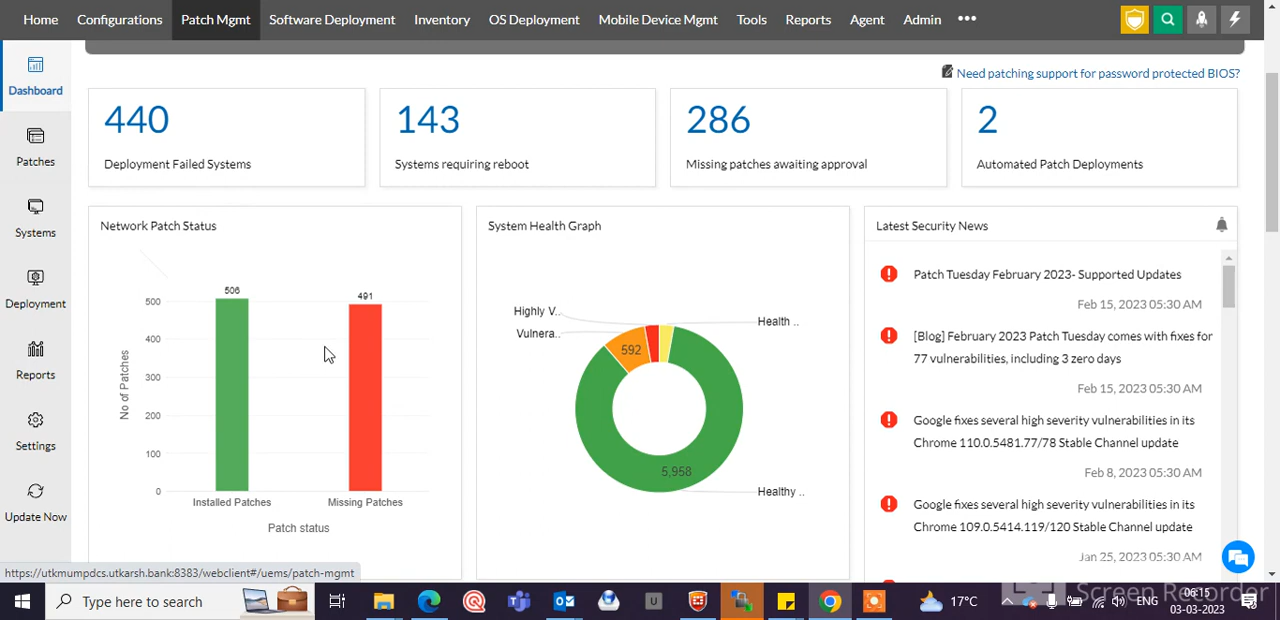 Home Configurations Patch Mgmt Software Deployment Inventory OS Deployment Mobile Device Mgmt Tools Reports Agent Admin •••
Dashboard
Patches
Systems
Deployment
Reports
Settings
Update Now
Need patching support for password protected BIOS?
440
Deployment Failed Systems
143
Systems requiring reboot
286
Missing patches awaiting approval
2
Automated Patch Deployments
Network Patch Status
No of Patches
500
400
300
200
100
0
506
491
Installed Patches
Missing Patches
Patch status
System Health Graph
Highly V..
Vulnera..
Health ..
592
5,958
Healthy ..
Latest Security News
Patch Tuesday February 2023- Supported Updates
Feb 15, 2023 05:30 AM
[Blog] February 2023 Patch Tuesday comes with fixes for
77 vulnerabilities, including 3 zero days
Feb 15, 2023 05:30 AM
Google fixes several high severity vulnerabilities in its
Chrome 110.0.5481.77/78 Stable Channel update
Feb 8, 2023 05:30 AM
Google fixes several high severity vulnerabilities in its
Chrome 109.0.5414.119/120 Stable Channel update
Jan 25, 2023 05:30 AM
https://utkmumpdcs.utkarsh.bank:8383/webclient#/uems/patch-mgmt
Type here to search
17°C
ENG
06:15
03-03-2023
Screen Recorder